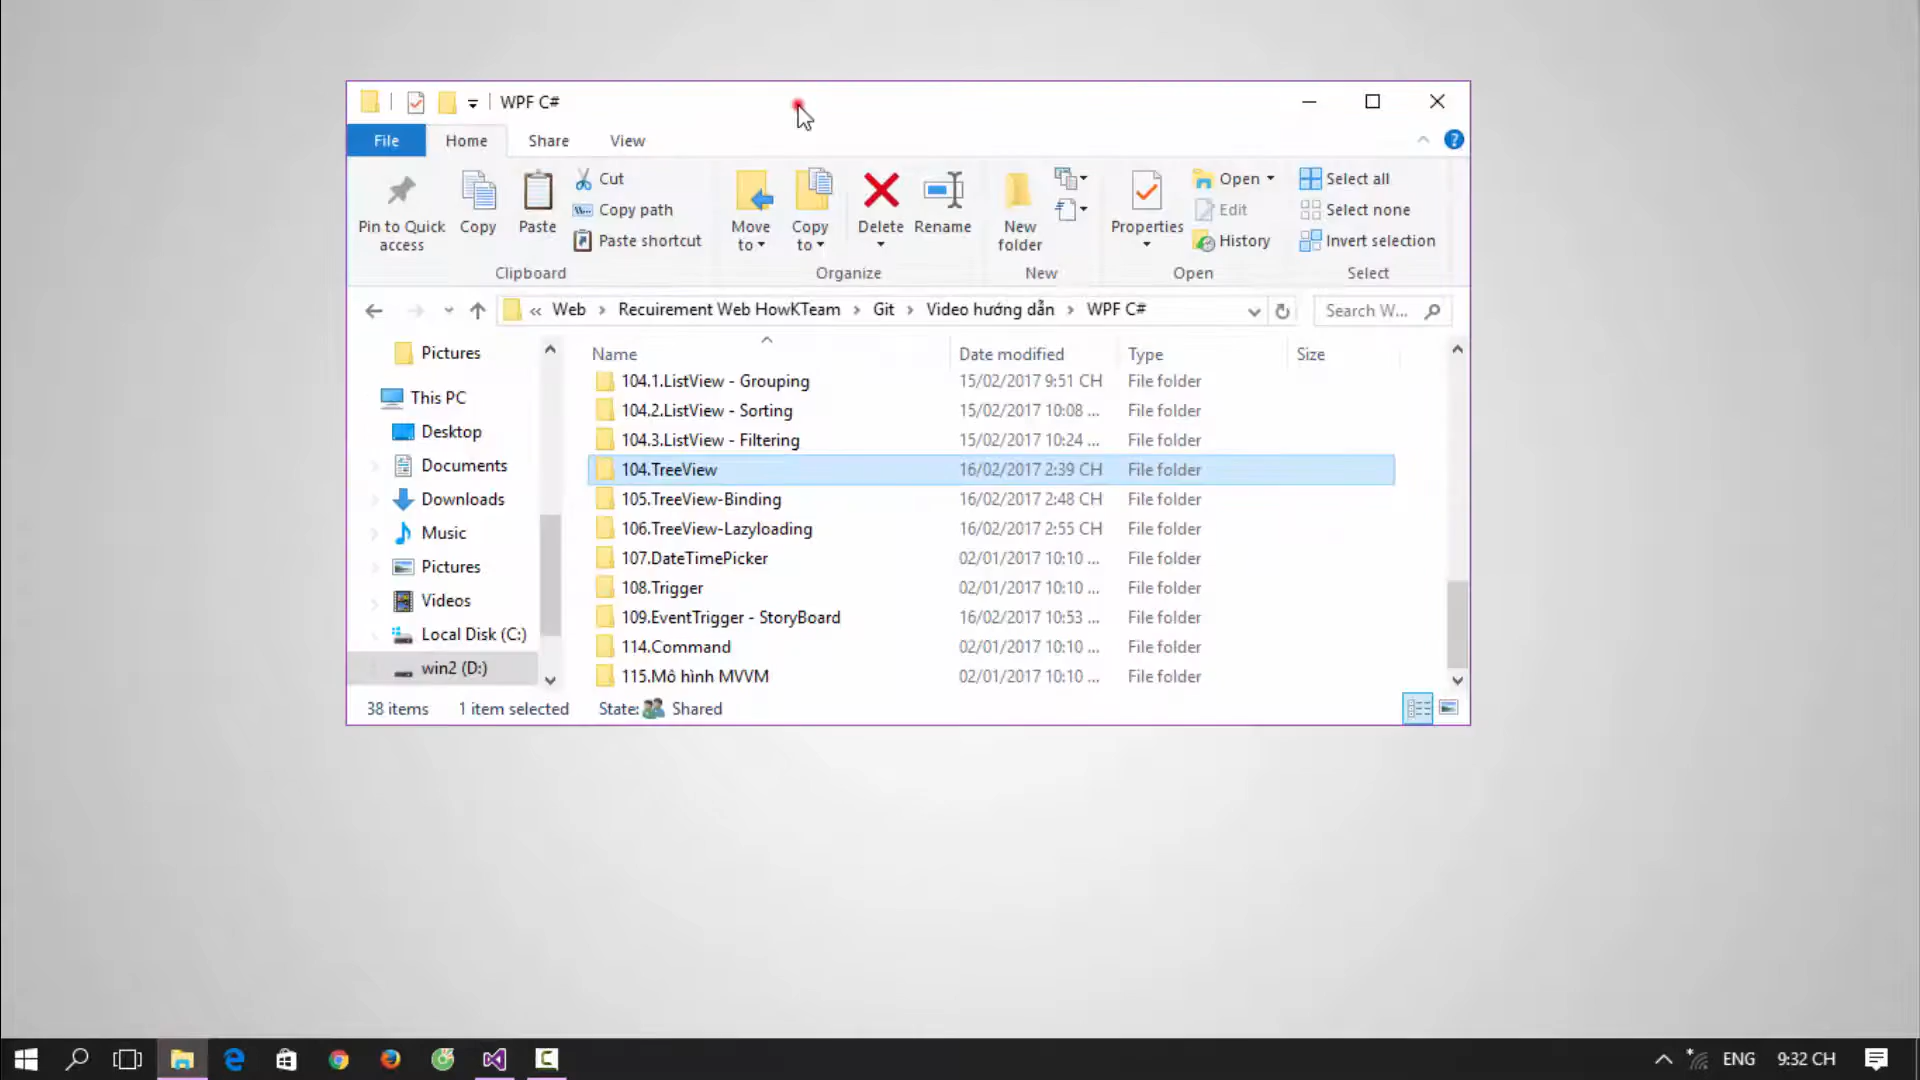 WPF C#
File Home Share View
Pin to Quick access
Copy
Paste
Cut
Copy path
Paste shortcut
Clipboard
Move to
Copy to
Delete
Rename
Organize
New folder
New
Properties
Open
Edit
History
Open
Select all
Select none
Invert selection
Select
« Web > Recuirement Web HowKTeam > Git > Video hướng dẫn > WPF C#
Search W...
Pictures
This PC
Desktop
Documents
Downloads
Music
Pictures
Videos
Local Disk (C:)
win2 (D:)
Name Date modified Type Size
104.1.ListView - Grouping 15/02/2017 9:51 CH File folder
104.2.ListView - Sorting 15/02/2017 10:08 ... File folder
104.3.ListView - Filtering 15/02/2017 10:24 ... File folder
104.TreeView 16/02/2017 2:39 CH File folder
105.TreeView-Binding 16/02/2017 2:48 CH File folder
106.TreeView-Lazyloading 16/02/2017 2:55 CH File folder
107.DateTimePicker 02/01/2017 10:10 ... File folder
108.Trigger 02/01/2017 10:10 ... File folder
109.EventTrigger - StoryBoard 16/02/2017 10:53 ... File folder
114.Command 02/01/2017 10:10 ... File folder
115.Mô hình MVVM 02/01/2017 10:10 ... File folder
38 items 1 item selected State: Shared
ENG 9:32 CH